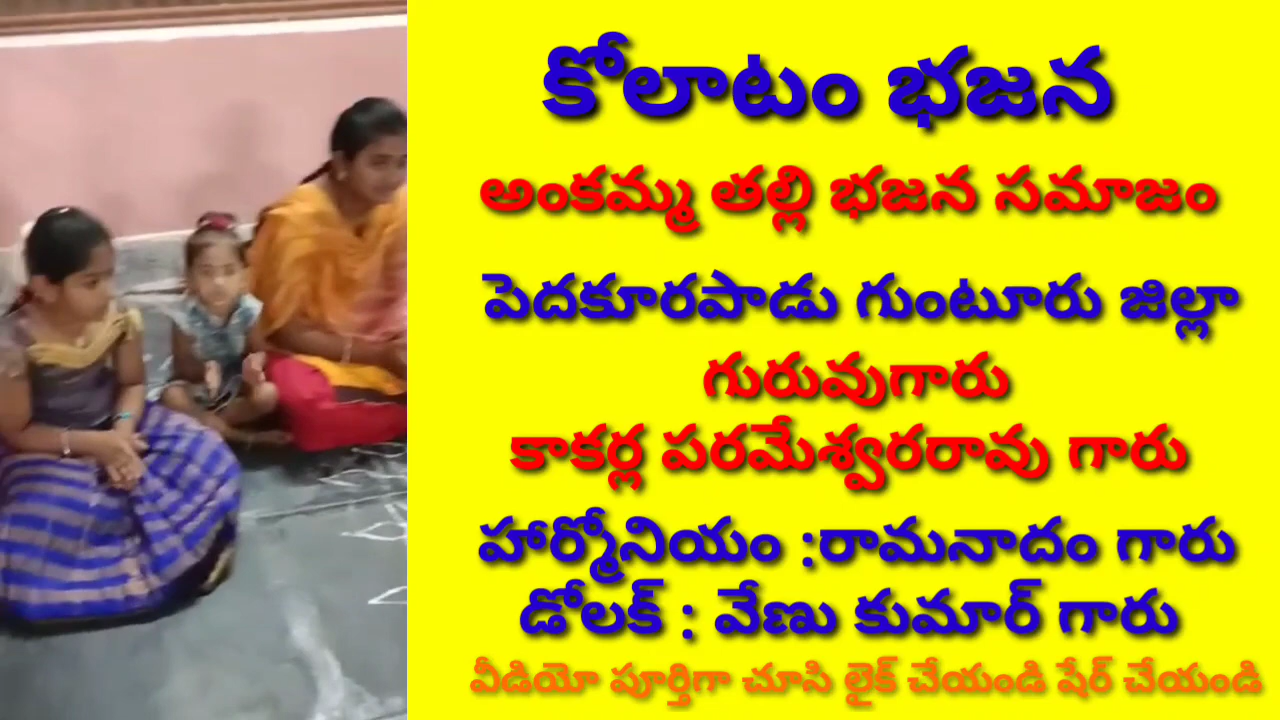 కోలాటం భజన
అంకమ్మ తల్లి భజన సమాజం
పెదకూరపాడు గుంటూరు జిల్లా
గురువుగారు
కాకర్ల పరమేశ్వరరావు గారు
హార్మోనియం :రామనాదం గారు
డోలక్ : వేణు కుమార్ గారు
వీడియో పూర్తిగా చూసి లైక్ చేయండి షేర్ చేయండి